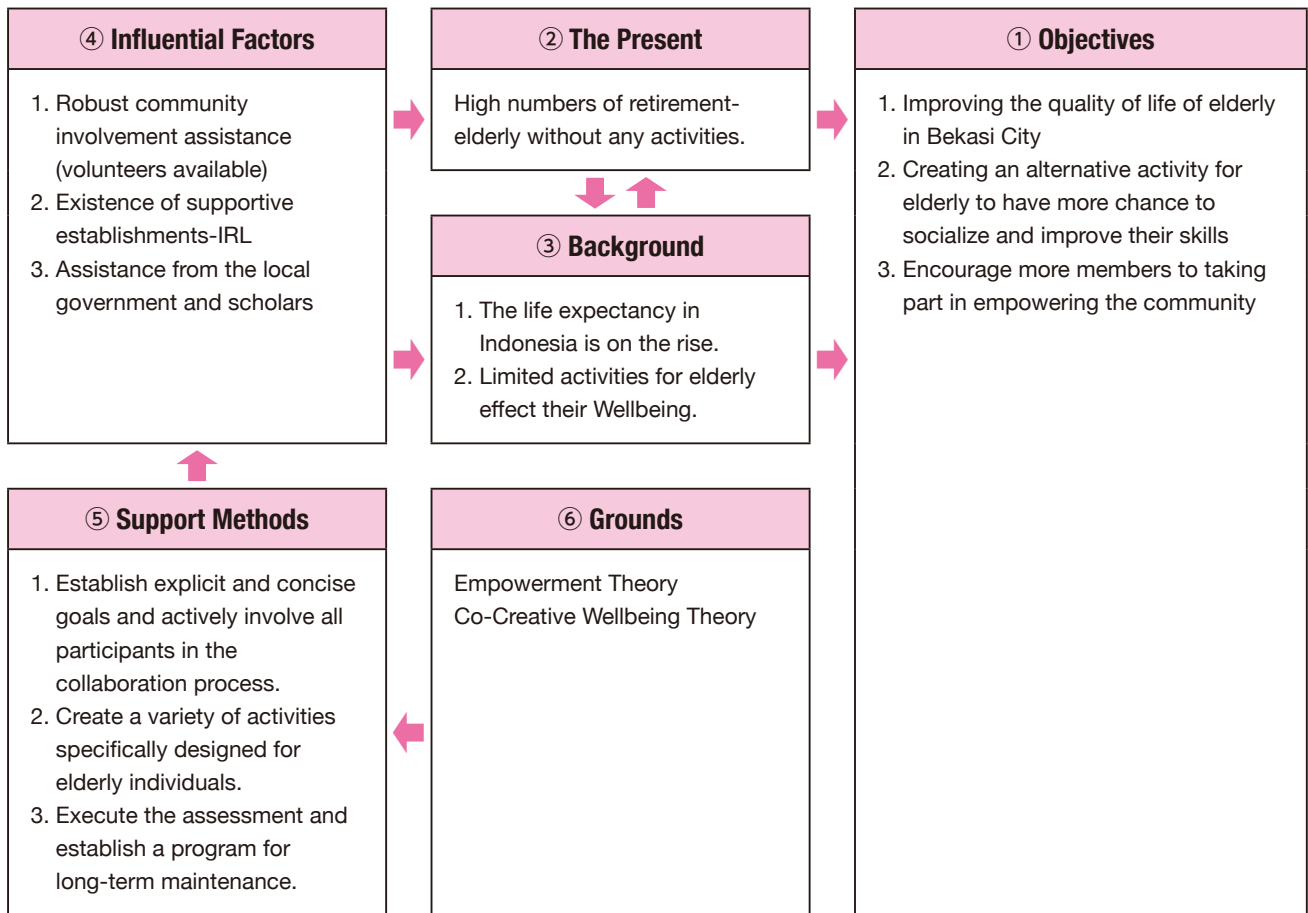 ④ Influential Factors
1. Robust community
involvement assistance
(volunteers available)
2. Existence of supportive
establishments-IRL
3. Assistance from the local
government and scholars
② The Present
High numbers of retirement-
elderly without any activities.
③ Background
1. The life expectancy in
Indonesia is on the rise.
2. Limited activities for elderly
effect their Wellbeing.
① Objectives
1. Improving the quality of life of elderly
in Bekasi City
2. Creating an alternative activity for
elderly to have more chance to
socialize and improve their skills
3. Encourage more members to taking
part in empowering the community
⑤ Support Methods
1. Establish explicit and concise
goals and actively involve all
participants in the
collaboration process.
2. Create a variety of activities
specifically designed for
elderly individuals.
3. Execute the assessment and
establish a program for
long-term maintenance.
⑥ Grounds
Empowerment Theory
Co-Creative Wellbeing Theory